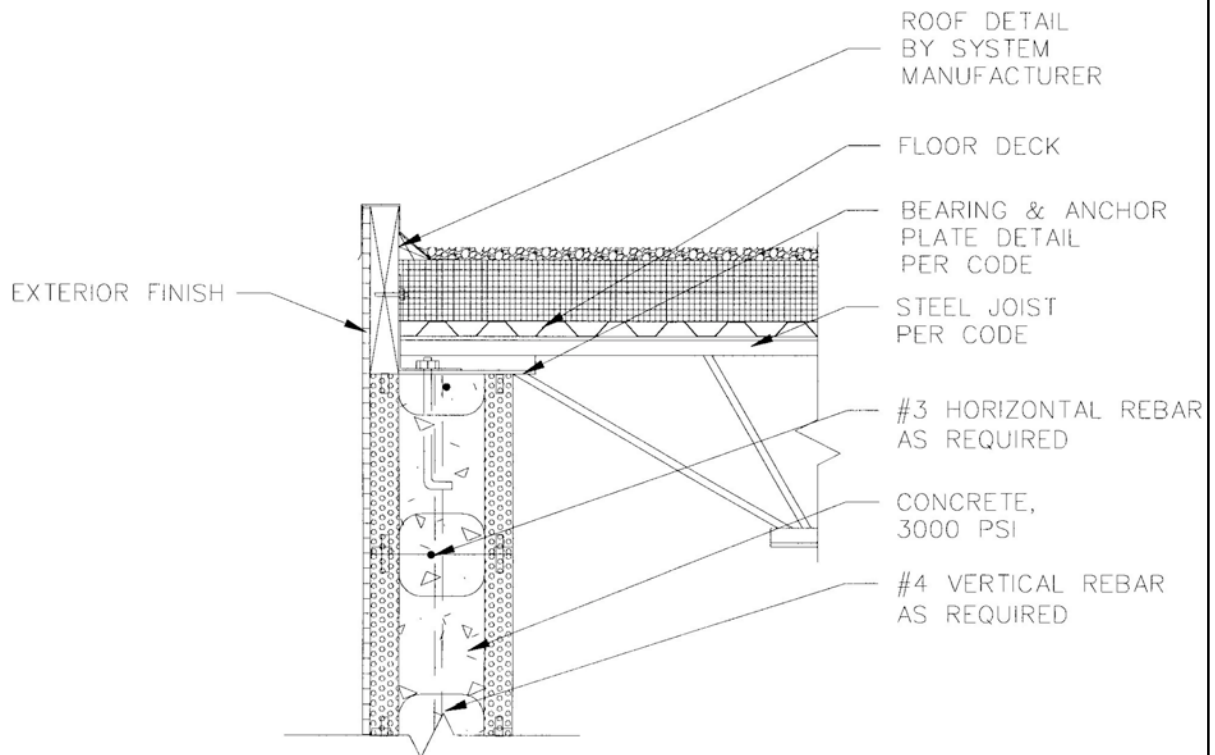 ROOF DETAIL
BY SYSTEM
MANUFACTURER
FLOOR DECK
BEARING & ANCHOR
PLATE DETAIL
PER CODE
EXTERIOR FINISH
STEEL JOIST
PER CODE
#3 HORIZONTAL REBAR
AS REQUIRED
CONCRETE,
3000 PSI
#4 VERTICAL REBAR
AS REQUIRED